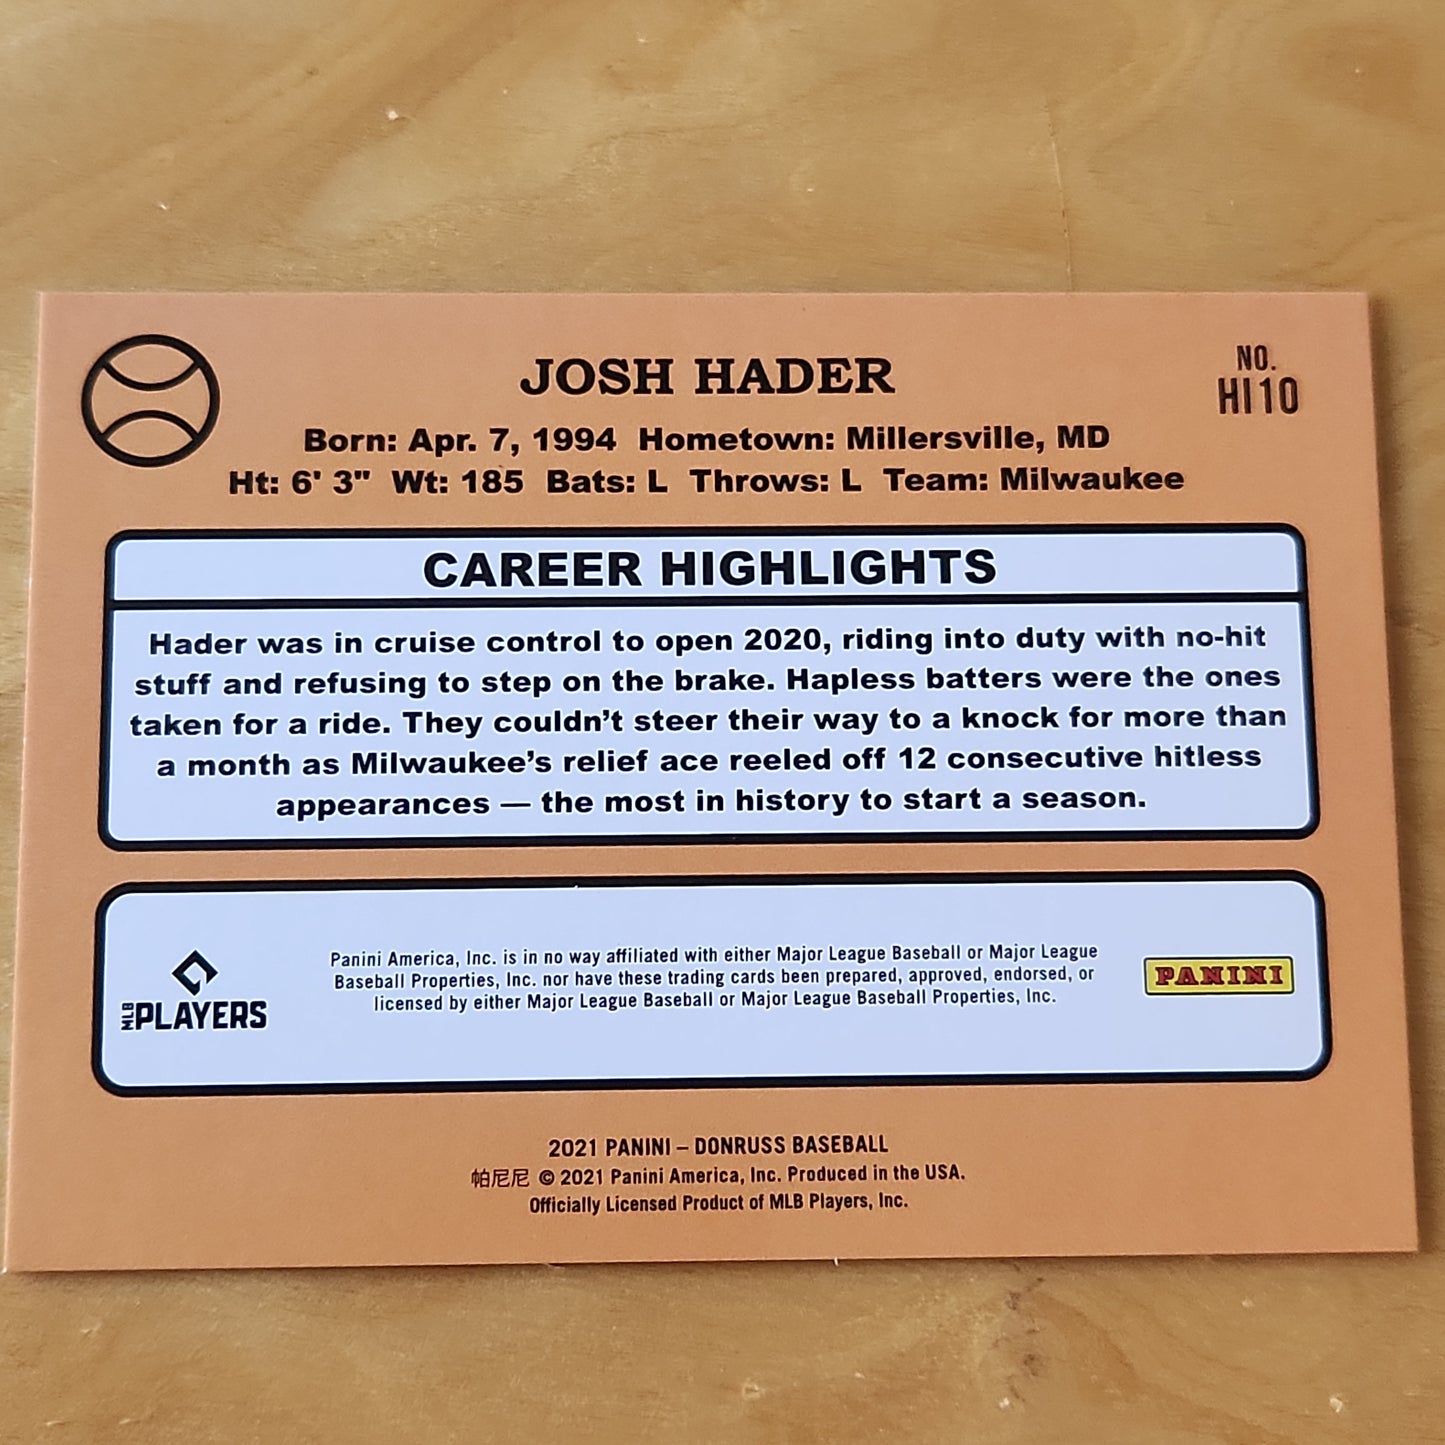 JOSH HADER
NO.
HI10
Born: Apr. 7, 1994 Hometown: Millersville, MD
Ht: 6' 3" Wt: 185 Bats: L Throws: L Team: Milwaukee
CAREER HIGHLIGHTS
Hader was in cruise control to open 2020, riding into duty with no-hit
stuff and refusing to step on the brake. Hapless batters were the ones
taken for a ride. They couldn't steer their way to a knock for more than
a month as Milwaukee's relief ace reeled off 12 consecutive hitless
appearances — the most in history to start a season.
MLB PLAYERS
Panini America, Inc. is in no way affiliated with either Major League Baseball or Major League
Baseball Properties, Inc. nor have these trading cards been prepared, approved, endorsed, or
licensed by either Major League Baseball or Major League Baseball Properties, Inc.
PANINI
2021 PANINI – DONRUSS BASEBALL
帕尼尼 © 2021 Panini America, Inc. Produced in the USA.
Officially Licensed Product of MLB Players, Inc.